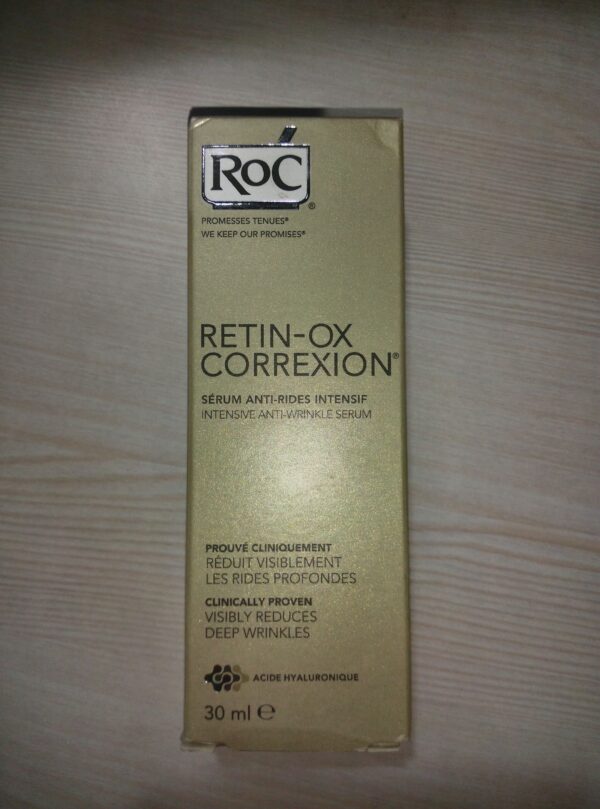 RoC®
PROMESSES TENUES®
WE KEEP OUR PROMISES®
RETIN-OX
CORREXION®
SÉRUM ANTI-RIDES INTENSIF
INTENSIVE ANTI-WRINKLE SERUM
PROUVÉ CLINIQUEMENT
RÉDUIT VISIBLEMENT
LES RIDES PROFONDES
CLINICALLY PROVEN
VISIBLY REDUCES
DEEP WRINKLES
ACIDE HYALURONIQUE
30 ml ℮